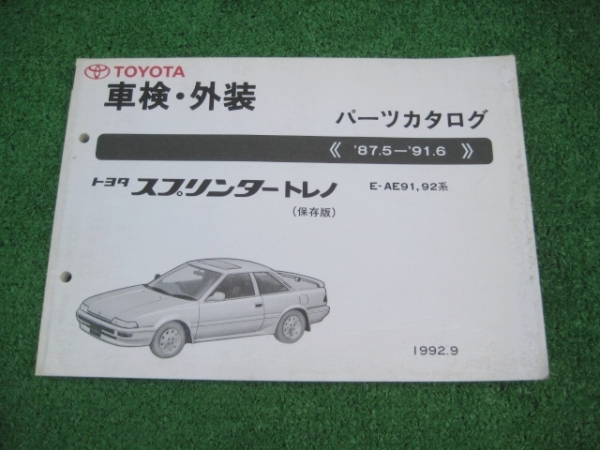 TOYOTA
車検・外装
パーツカタログ
《 '87.5－'91.6 》
トヨタ スプリンタートレノ
E-AE91,92系
(保存版)
1992.9